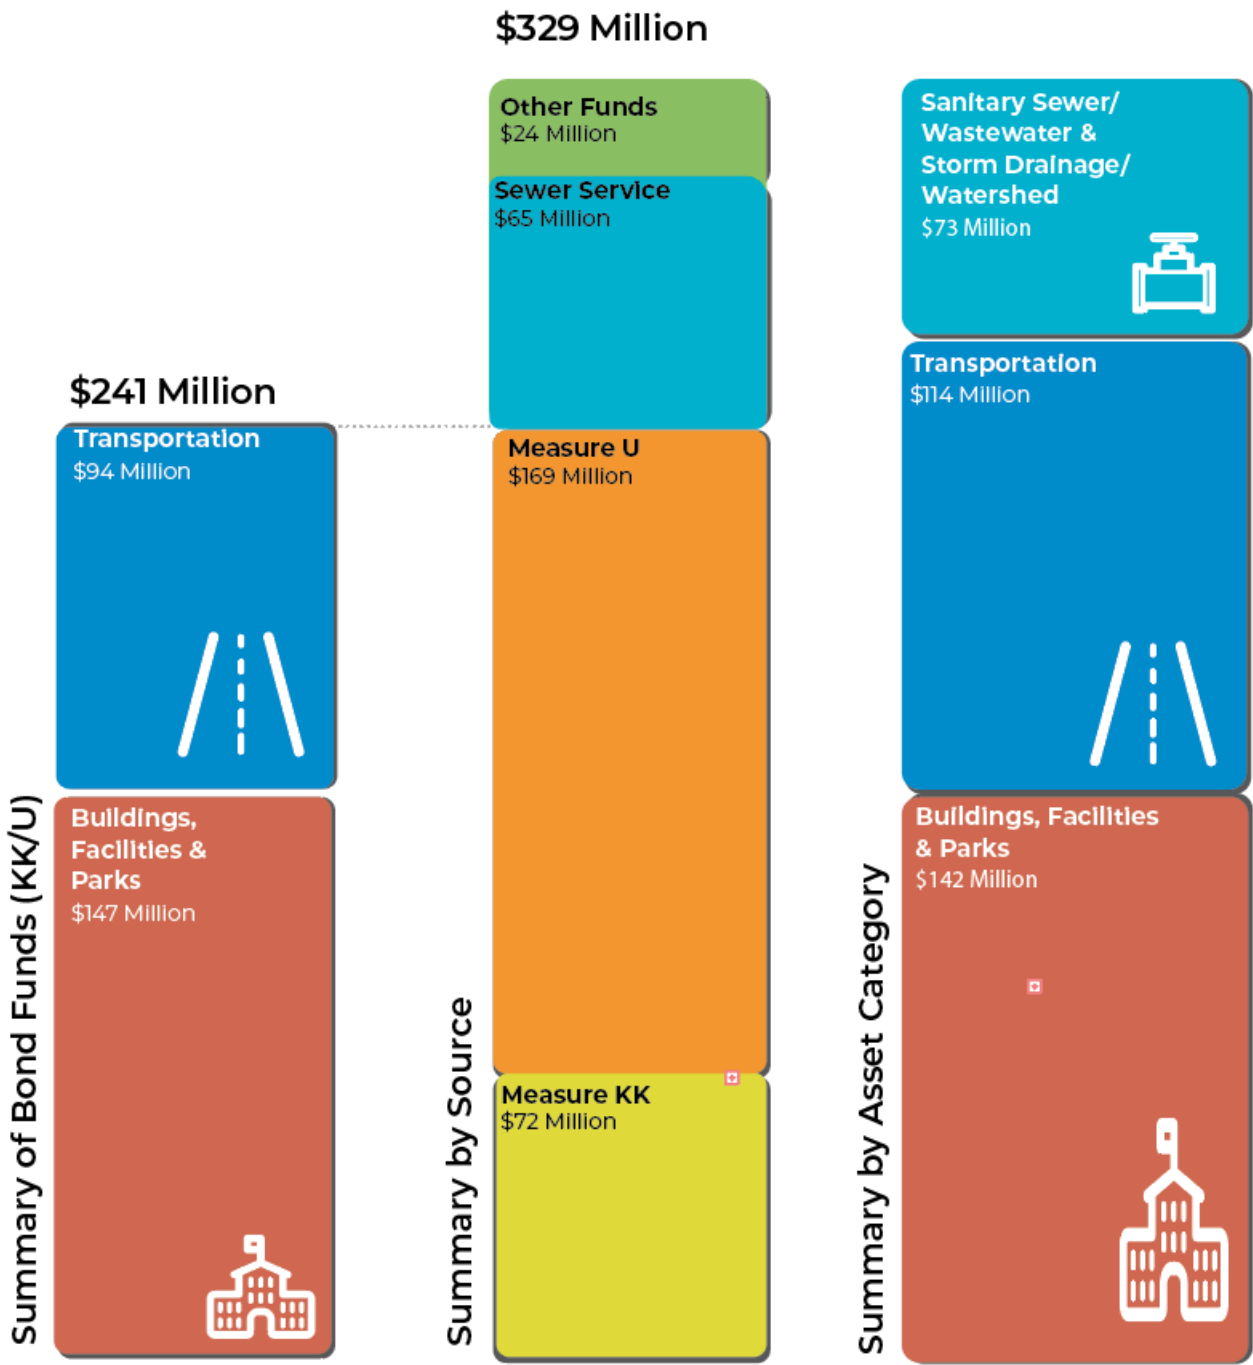 $329 Million
$241 Million
Summary of Bond Funds (KK/U)
Transportation
$94 Million
Buildings,
Facilities &
Parks
$147 Million
Summary by Source
Other Funds
$24 Million
Sewer Service
$65 Million
Measure U
$169 Million
Measure KK
$72 Million
Summary by Asset Category
Sanitary Sewer/
Wastewater &
Storm Drainage/
Watershed
$73 Million
Transportation
$114 Million
Buildings, Facilities
& Parks
$142 Million